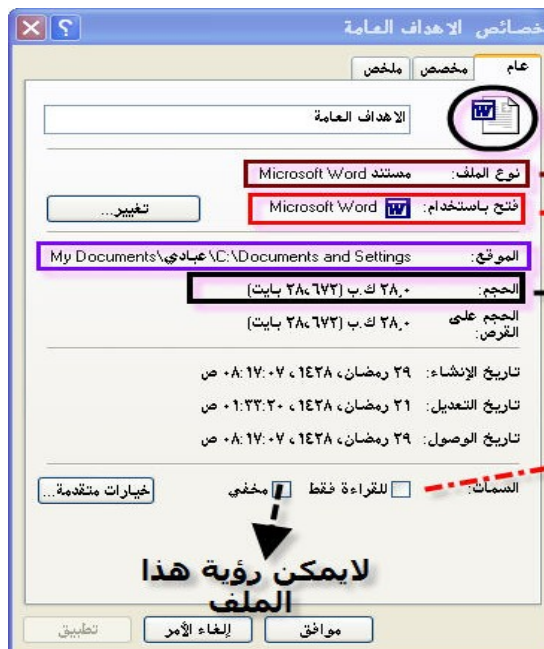 خصائص الاهداف العامة
عام مخصص ملخص
الاهداف العامة
نوع الملف: مستند Microsoft Word
فتح باستخدام: Microsoft Word تغيير...
الموقع: C:\Documents and Settings\عبادي\My Documents
الحجم: ٢٨٫٠ ك.ب (٢٨،٦٧٢ بايت)
الحجم على القرص: ٢٨٫٠ ك.ب (٢٨،٦٧٢ بايت)
تاريخ الإنشاء: ٢٩ رمضان، ١٤٢٨ ، ٠٨:١٧:٠٧ ص
تاريخ التعديل: ٢١ رمضان، ١٤٢٨ ، ٠١:٣٣:٢٠ ص
تاريخ الوصول: ٢٩ رمضان، ١٤٢٨ ، ٠٨:١٧:٠٧ ص
السمات: للقراءة فقط مخفي خيارات متقدمة...
لايمكن رؤية هذا
الملف
موافق إلغاء الأمر تطبيق